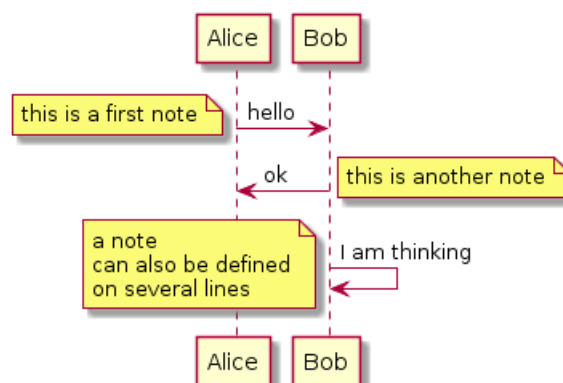 Alice
Bob
this is a first note
hello
ok
this is another note
a note
can also be defined
on several lines
I am thinking
Alice
Bob